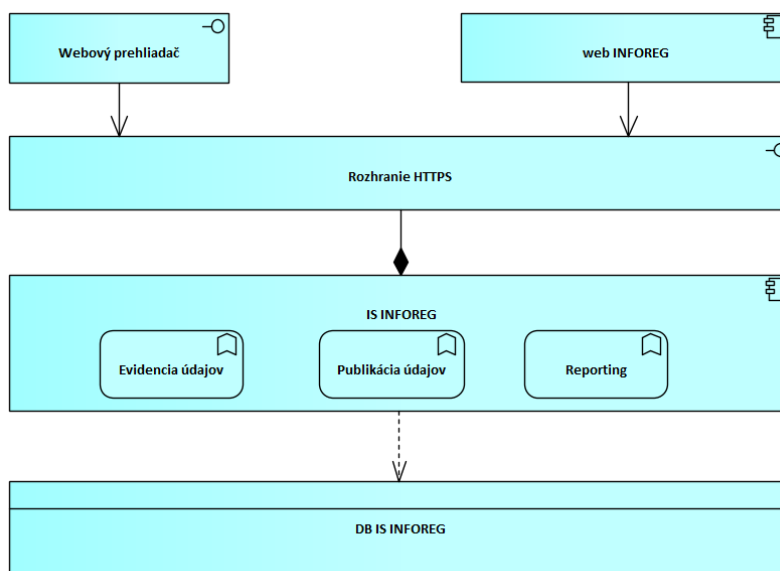 Webový prehliadač
web INFOREG
Rozhranie HTTPS
IS INFOREG
Evidencia údajov
Publikácia údajov
Reporting
DB IS INFOREG